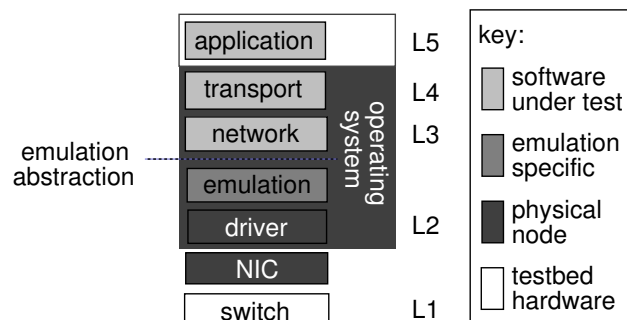 application
L5
transport
L4
network
L3
operating
system
emulation
abstraction
emulation
driver
L2
NIC
switch
L1
key:
software
under test
emulation
specific
physical
node
testbed
hardware